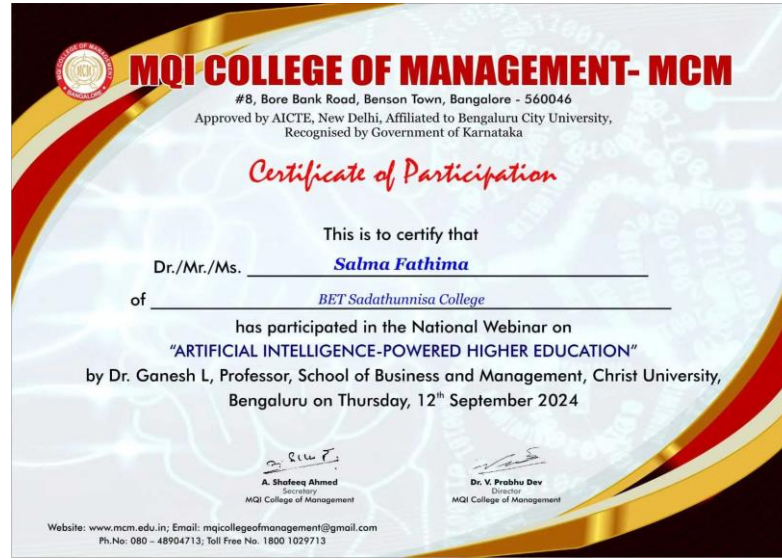 MQI COLLEGE OF MANAGEMENT- MCM
#8, Bore Bank Road, Benson Town, Bangalore - 560046
Approved by AICTE, New Delhi, Affiliated to Bengaluru City University,
Recognised by Government of Karnataka
Certificate of Participation
This is to certify that
Dr./Mr./Ms. Salma Fathima
of BET Sadathunnisa College
has participated in the National Webinar on
“ARTIFICIAL INTELLIGENCE-POWERED HIGHER EDUCATION”
by Dr. Ganesh L, Professor, School of Business and Management, Christ University,
Bengaluru on Thursday, 12th September 2024
A. Shafeeq Ahmed
Secretary
MQI College of Management
Dr. V. Prabhu Dev
Director
MQI College of Management
Website: www.mcm.edu.in; Email: mqicollegeofmanagement@gmail.com
Ph.No: 080 – 48904713; Toll Free No. 1800 1029713